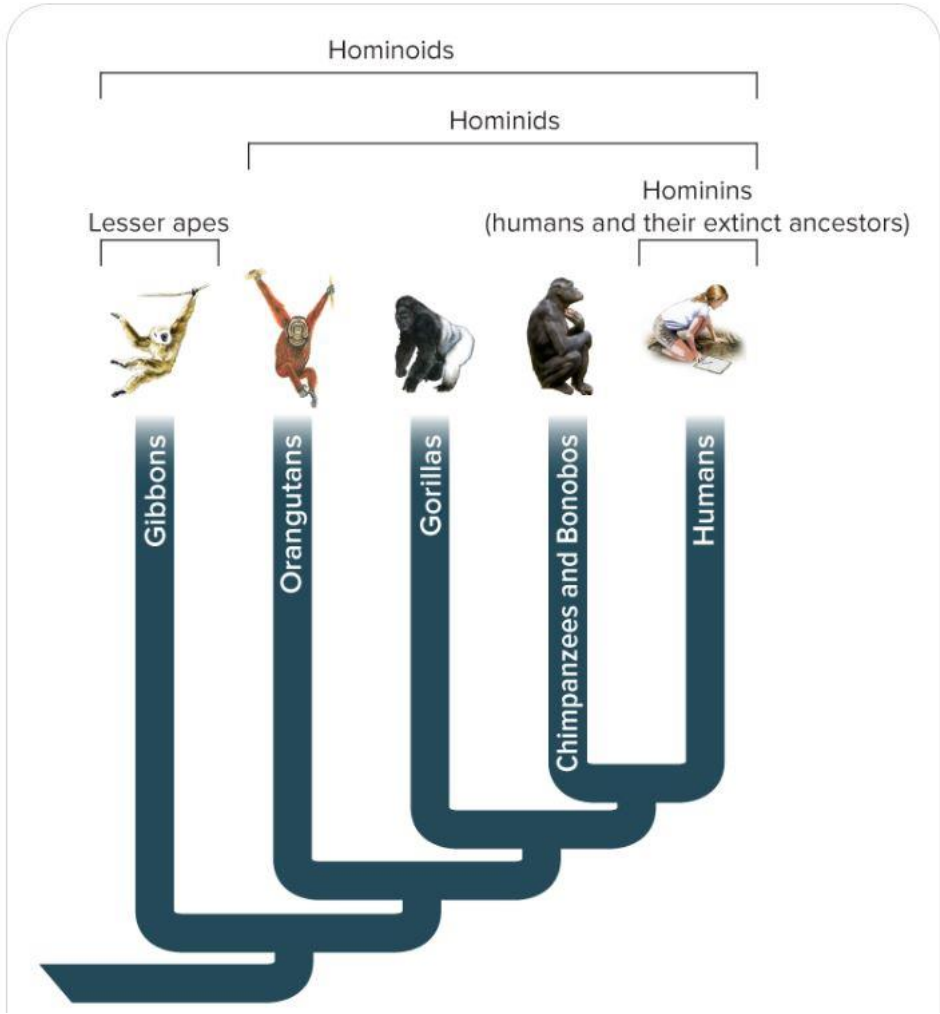 Hominoids
Hominids
Hominins
Lesser apes
(humans and their extinct ancestors)
Gibbons
Orangutans
Gorillas
Chimpanzees and Bonobos
Humans